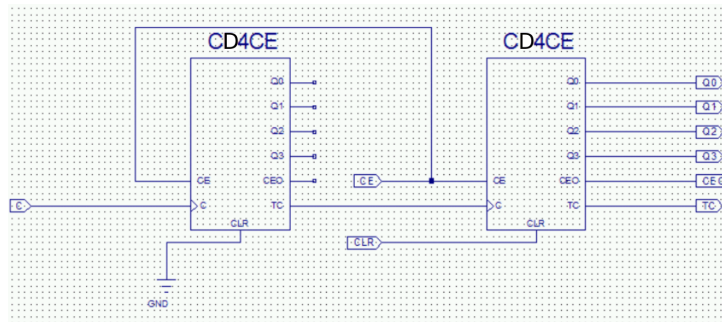 CD4CE CD4CE
Q0 Q0 Q0
Q1 Q1 Q1
Q2 Q2 Q2
Q3 Q3 Q3
CE CEO CE CE CEO
C C TC C TC TC
CLR CLR
CLR
GND